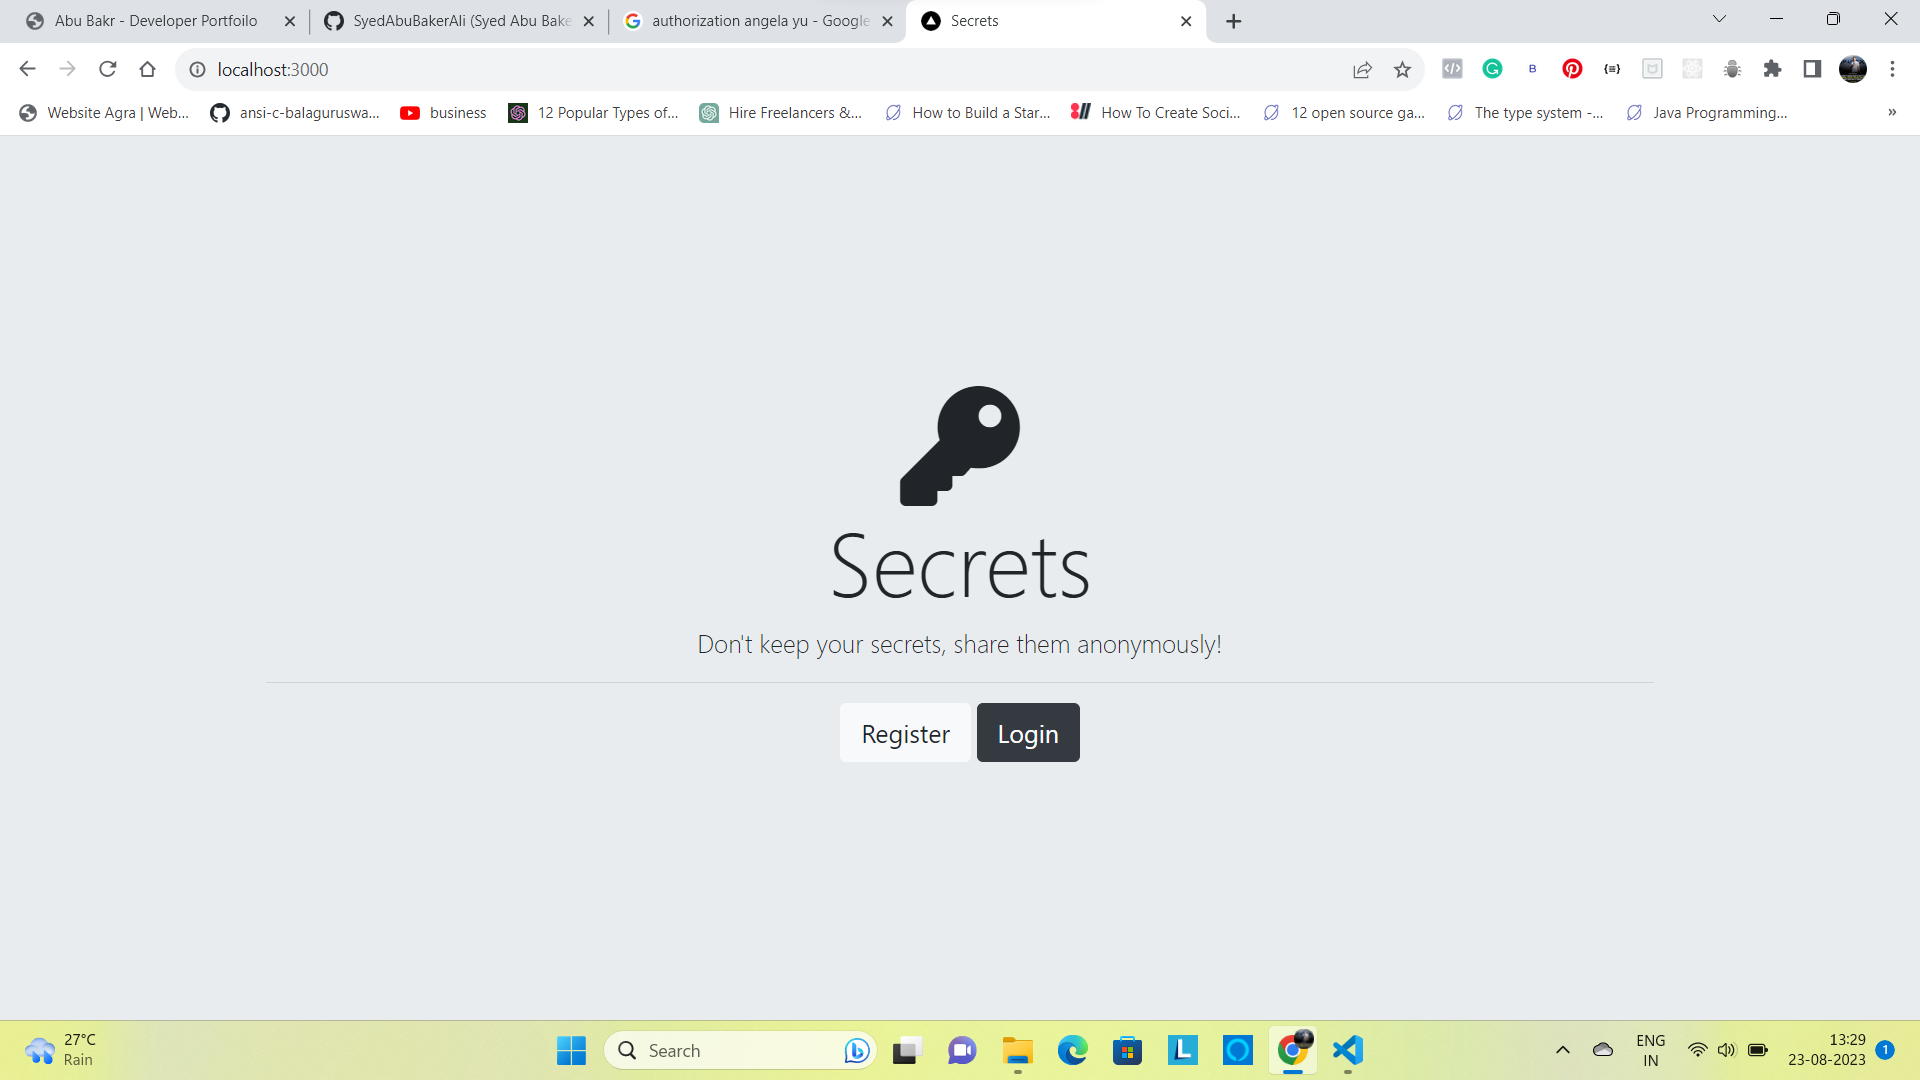 Abu Bakr - Developer Portfoilo
SyedAbuBakerAli (Syed Abu Bake
authorization angela yu - Google
Secrets
localhost:3000
B
Website Agra | Web...
ansi-c-balaguruswa...
business
12 Popular Types of...
Hire Freelancers &...
How to Build a Star...
How To Create Soci...
12 open source ga...
The type system -...
Java Programming...
»
Secrets
Don't keep your secrets, share them anonymously!
Register
Login
27°C
Rain
Search
L
ENG
IN
13:29
23-08-2023
1